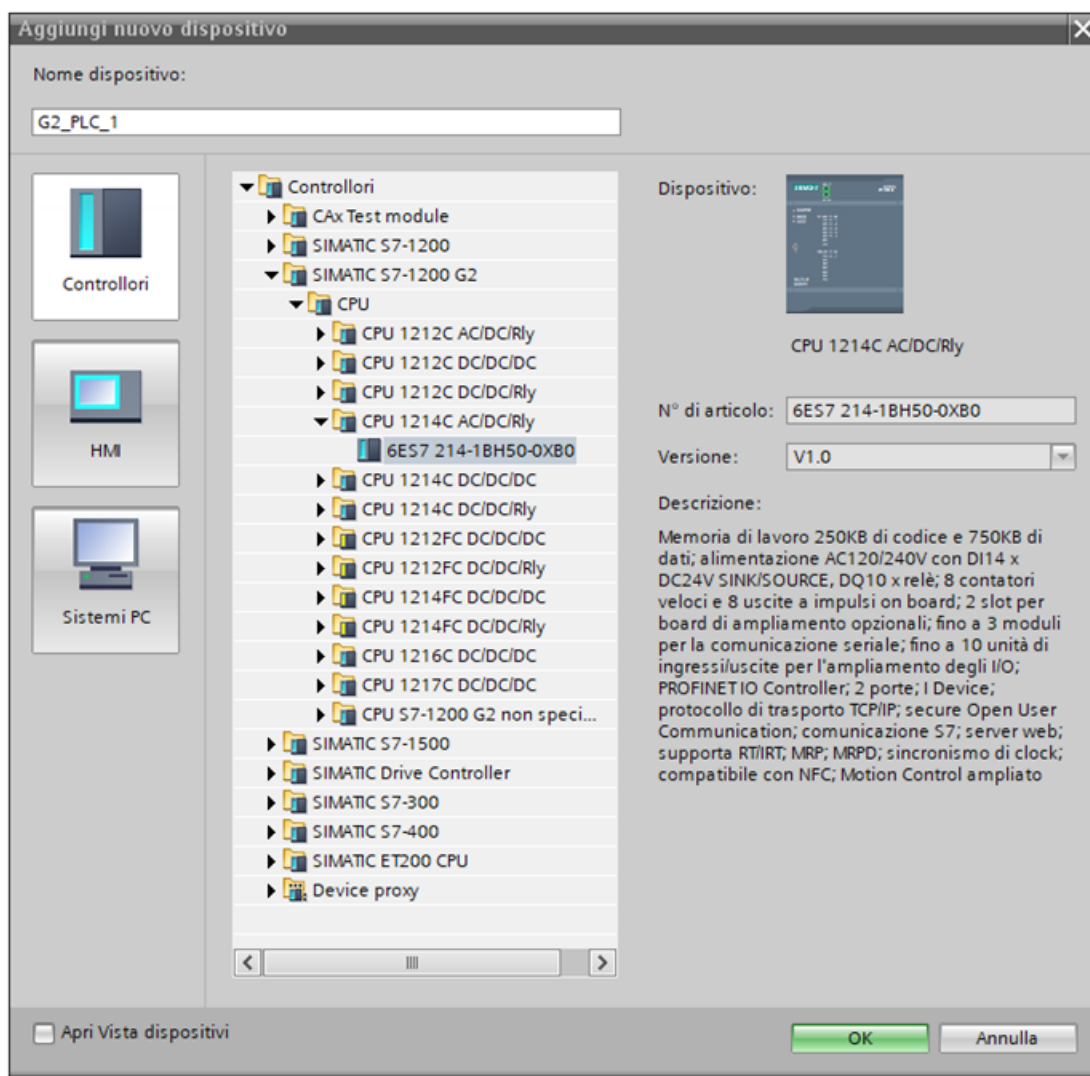 Aggiungi nuovo dispositivo
Nome dispositivo:
G2_PLC_1
Controllori
HMI
Sistemi PC
Controllori
CAx Test module
SIMATIC S7-1200
SIMATIC S7-1200 G2
CPU
CPU 1212C AC/DC/Rly
CPU 1212C DC/DC/DC
CPU 1212C DC/DC/Rly
CPU 1214C AC/DC/Rly
6ES7 214-1BH50-0XB0
CPU 1214C DC/DC/DC
CPU 1214C DC/DC/Rly
CPU 1212FC DC/DC/DC
CPU 1212FC DC/DC/Rly
CPU 1214FC DC/DC/DC
CPU 1214FC DC/DC/Rly
CPU 1216C DC/DC/DC
CPU 1217C DC/DC/DC
CPU S7-1200 G2 non speci...
SIMATIC S7-1500
SIMATIC Drive Controller
SIMATIC S7-300
SIMATIC S7-400
SIMATIC ET200 CPU
Device proxy
Dispositivo:
CPU 1214C AC/DC/Rly
N° di articolo: 6ES7 214-1BH50-0XB0
Versione: V1.0
Descrizione:
Memoria di lavoro 250KB di codice e 750KB di
dati; alimentazione AC120/240V con DI14 x
DC24V SINK/SOURCE, DQ10 x relè; 8 contatori
veloci e 8 uscite a impulsi on board; 2 slot per
board di ampliamento opzionali; fino a 3 moduli
per la comunicazione seriale; fino a 10 unità di
ingressi/uscite per l'ampliamento degli I/O;
PROFINET IO Controller; 2 porte; I Device;
protocollo di trasporto TCP/IP; secure Open User
Communication; comunicazione S7; server web;
supporta RT/IRT; MRP; MRPD; sincronismo di clock;
compatibile con NFC; Motion Control ampliato
Apri Vista dispositivi
OK
Annulla